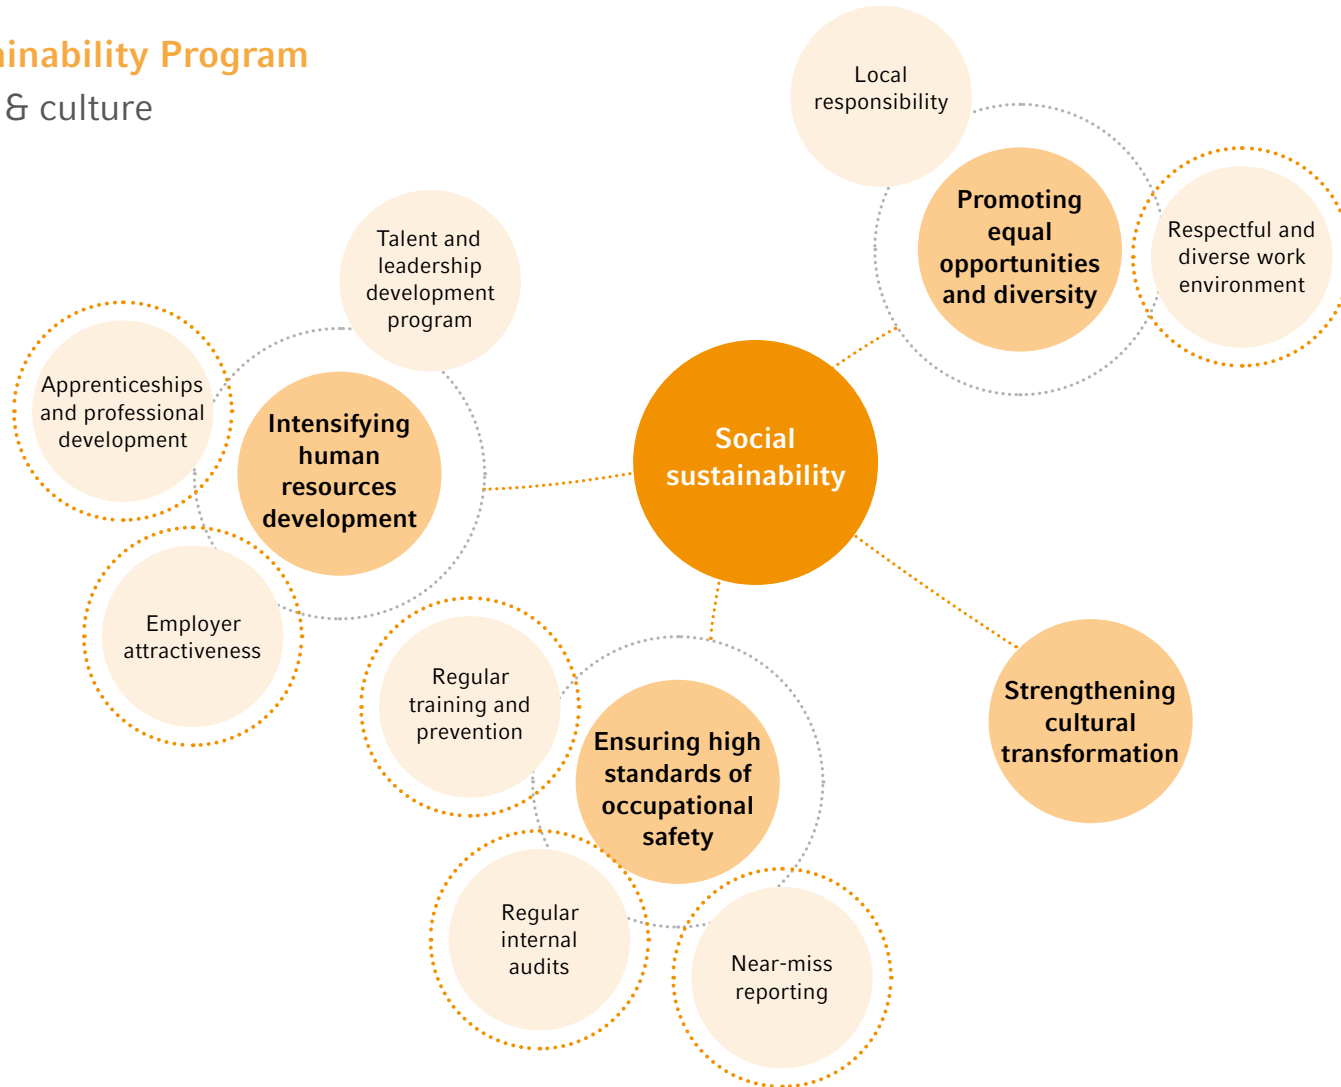 ainability Program
& culture
Local
responsibility
Promoting
equal
opportunities
and diversity
Respectful and
diverse work
environment
Talent and
leadership
development
program
Apprenticeships
and professional
development
Intensifying
human
resources
development
Employer
attractiveness
Social
sustainability
Regular
training and
prevention
Ensuring high
standards of
occupational
safety
Regular
internal
audits
Near-miss
reporting
Strengthening
cultural
transformation